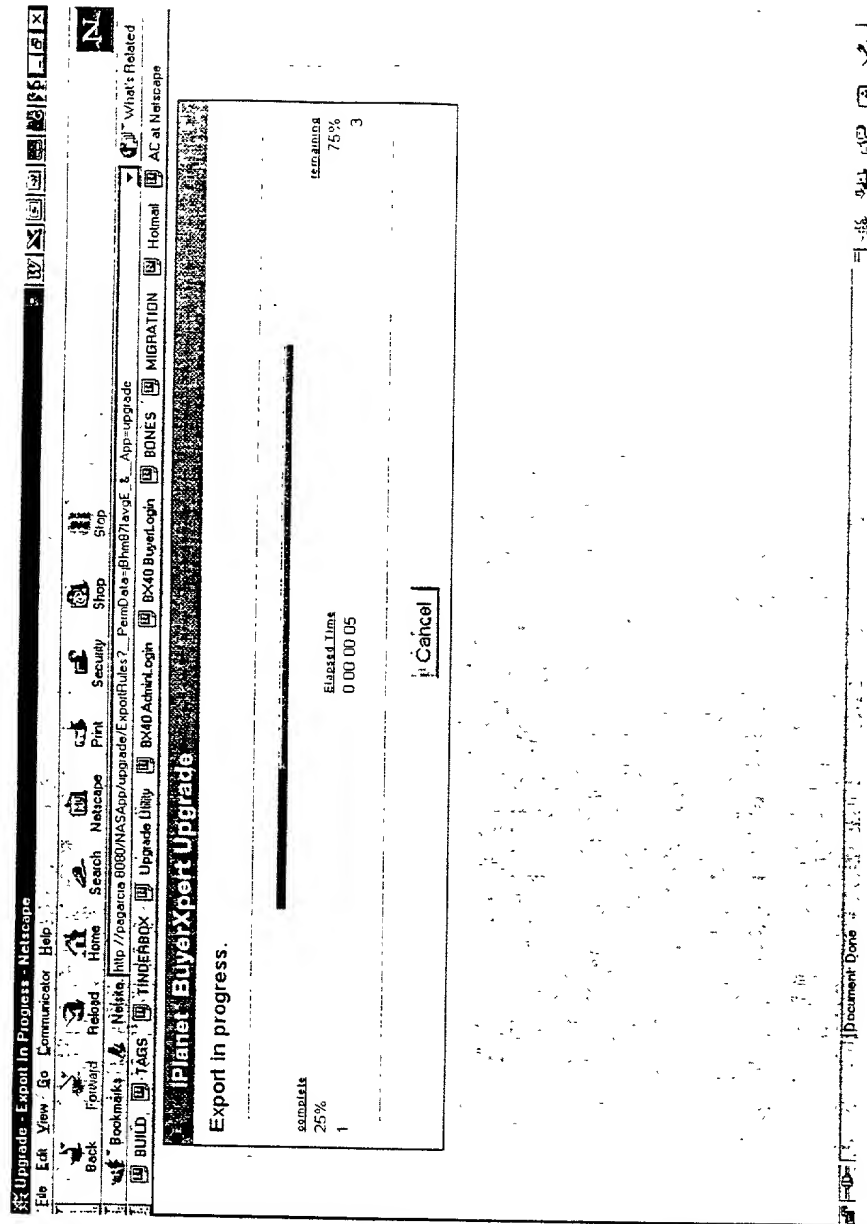 Upgrade - Export In Progress - Netscape
File Edit View Go Communicator Help
Back Forward Reload Home Search Netscape Print Security Shop Stop
Bookmarks Netsite: http //pagarcia 8080/NASApp/upgrade/ExportRules?__PermData=j3hm87lavgE_&__App=upgrade What's Related
BUILD TAGS TINDERBOX Upgrade Utility BX40 AdminLogin BX40 BuyerLogin BONES MIGRATION Hotmail AC at Netscape
iPlanet BuyerXpert Upgrade
Export in progress.
complete Elapsed Time remaining
25% 0 00 00 05 75%
1 3
Cancel
Document: Done